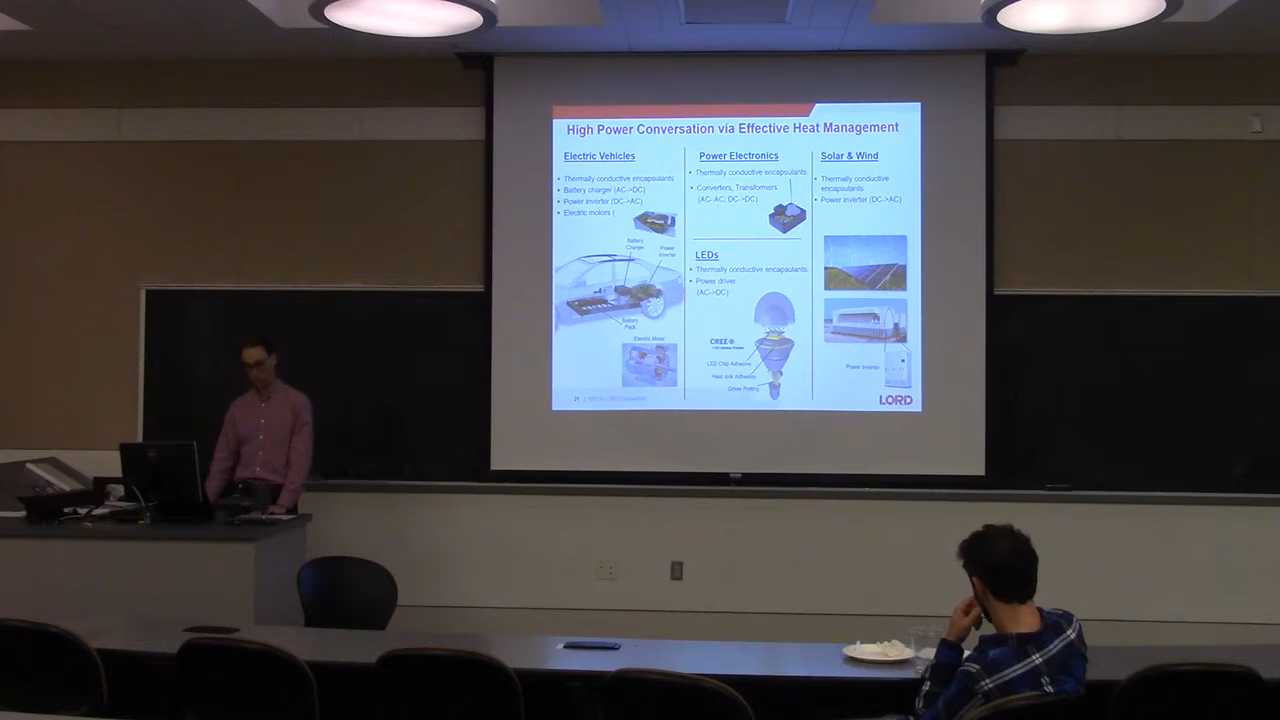 High Power Conversation via Effective Heat Management
Electric Vehicles
• Thermally conductive encapsulants
• Battery charger (AC->DC)
• Power inverter (DC->AC)
• Electric motors (
Battery
Charger
Power
Inverter
Battery
Pack
Electric Motor
Power Electronics
• Thermally conductive encapsulants
• Converters, Transformers
(AC- AC, DC->DC)
LEDs
• Thermally conductive encapsulants
• Power driver
(AC->DC)
CREE
LED Chip Adhesive
Heat sink Adhesive
Driver Potting
Solar & Wind
• Thermally conductive
encapsulants
• Power inverter (DC->AC)
Power inverter
21
LORD